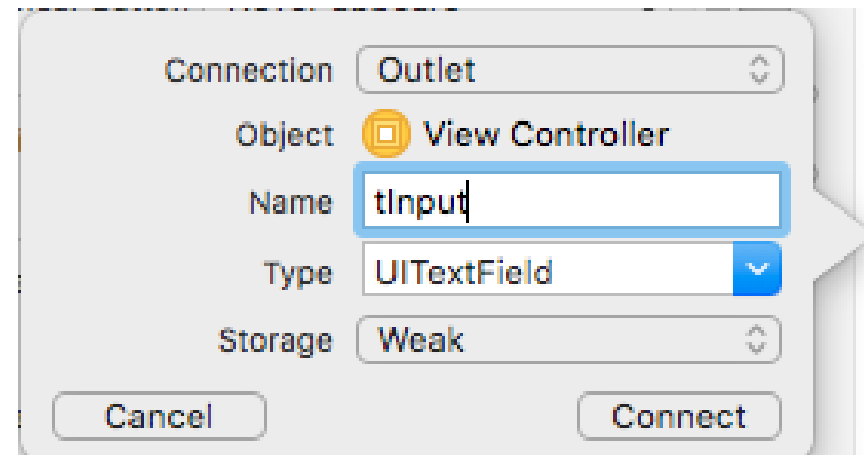 Connection Outlet
Object View Controller
Name tInput
Type UITextField
Storage Weak
Cancel Connect